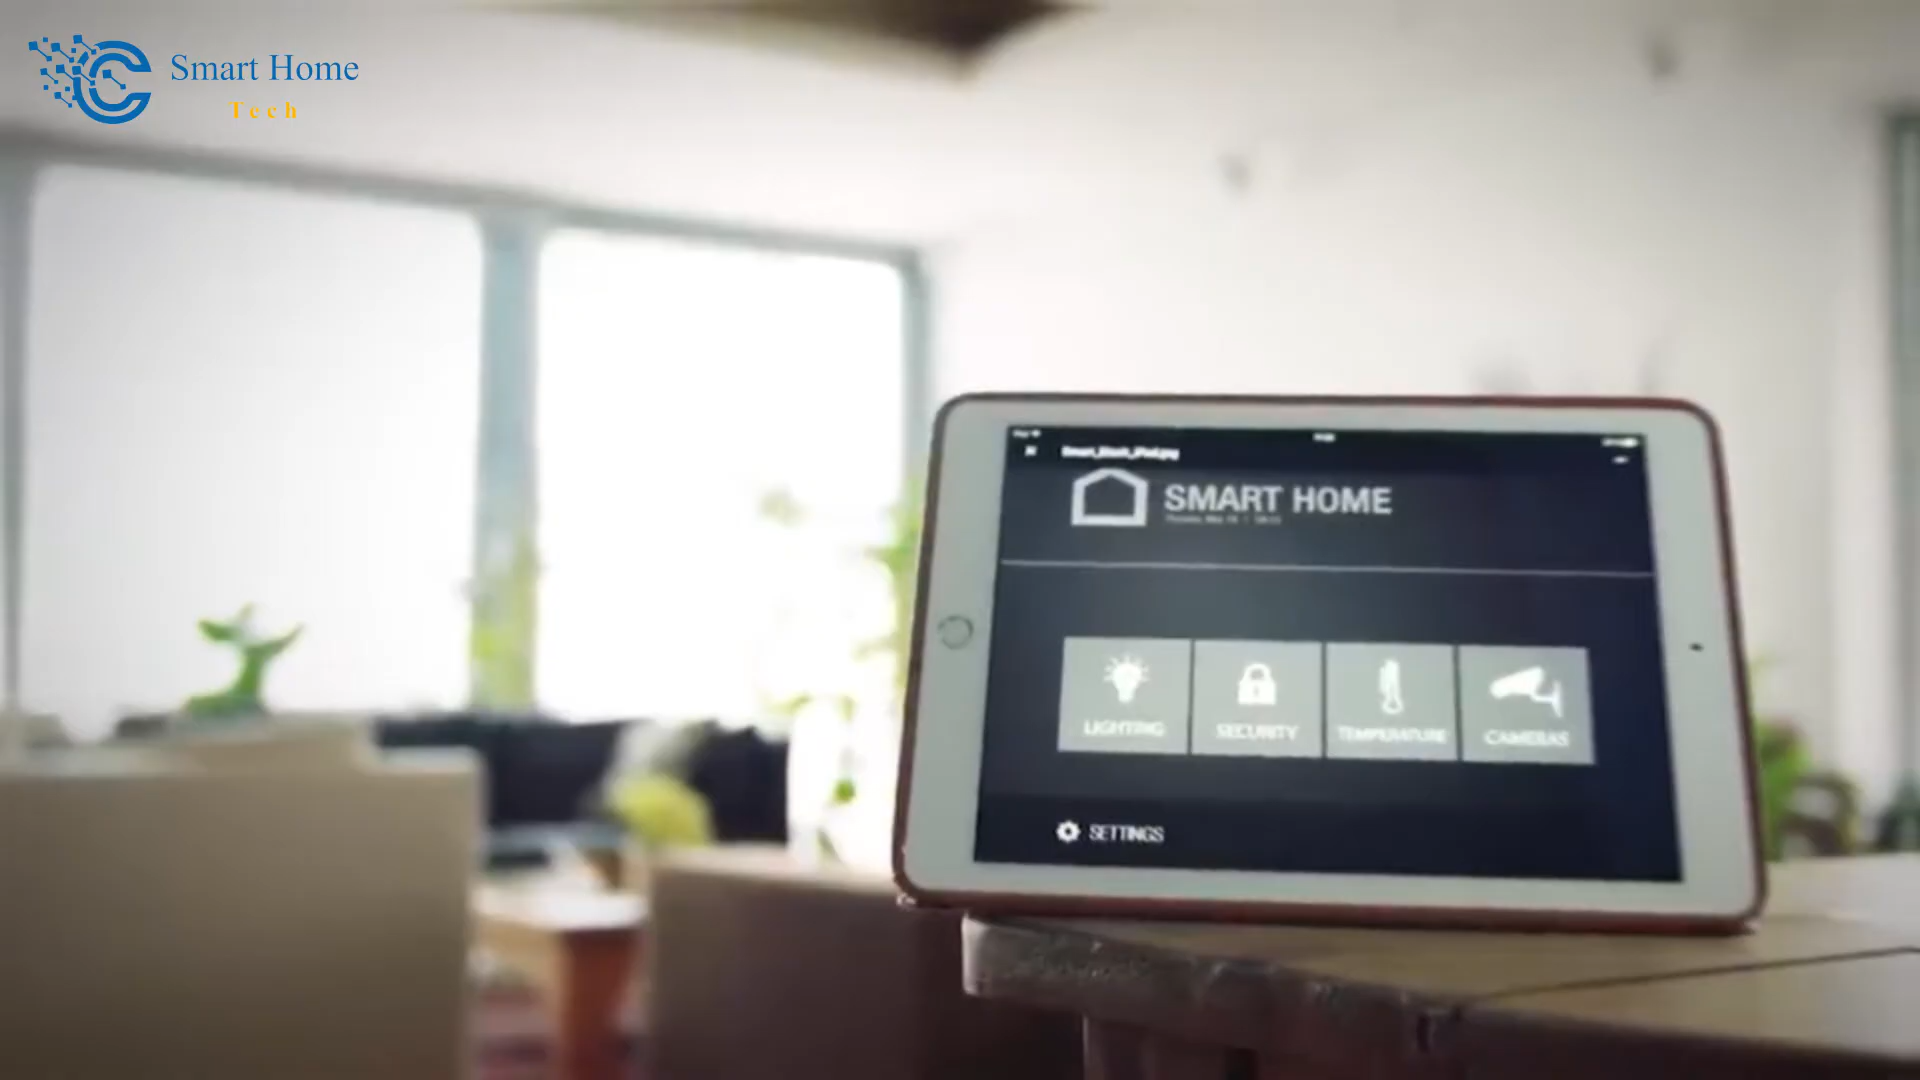 Smart Home
Tech
SMART HOME
LIGHTING
SECURITY
TEMPERATURE
CAMERAS
SETTINGS